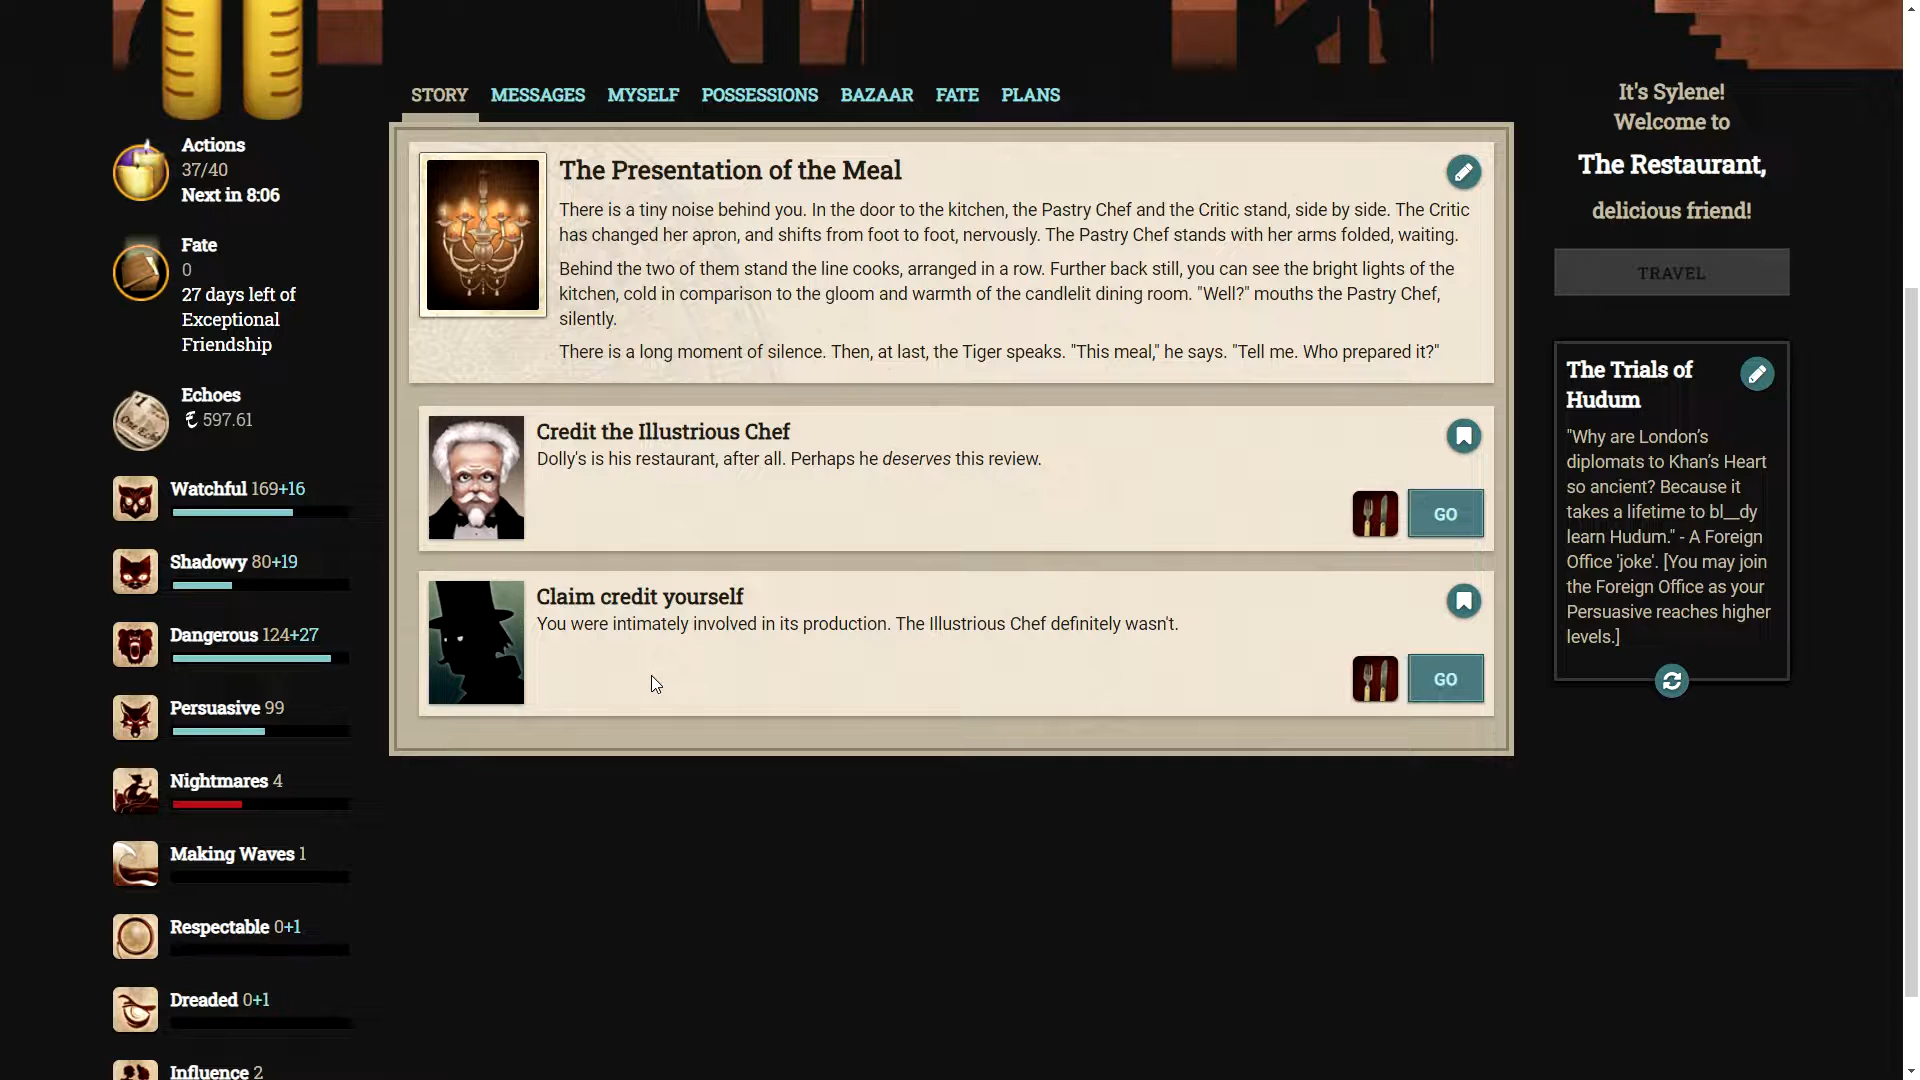 STORY MESSAGES MYSELF POSSESSIONS BAZAAR FATE PLANS
Actions
37/40
Next in 8:06
Fate
0
27 days left of
Exceptional
Friendship
Echoes
597.61
Watchful 169+16
Shadowy 80+19
Dangerous 124+27
Persuasive 99
Nightmares 4
Making Waves 1
Respectable 0+1
Dreaded 0+1
Influence 2
The Presentation of the Meal
There is a tiny noise behind you. In the door to the kitchen, the Pastry Chef and the Critic stand, side by side. The Critic
has changed her apron, and shifts from foot to foot, nervously. The Pastry Chef stands with her arms folded, waiting.
Behind the two of them stand the line cooks, arranged in a row. Further back still, you can see the bright lights of the
kitchen, cold in comparison to the gloom and warmth of the candlelit dining room. "Well?" mouths the Pastry Chef,
silently.
There is a long moment of silence. Then, at last, the Tiger speaks. "This meal," he says. "Tell me. Who prepared it?"
Credit the Illustrious Chef
Dolly's is his restaurant, after all. Perhaps he deserves this review.
GO
Claim credit yourself
You were intimately involved in its production. The Illustrious Chef definitely wasn't.
GO
It's Sylene!
Welcome to
The Restaurant,
delicious friend!
TRAVEL
The Trials of
Hudum
"Why are London's
diplomats to Khan's Heart
so ancient? Because it
takes a lifetime to bl__dy
learn Hudum." - A Foreign
Office 'joke'. [You may join
the Foreign Office as your
Persuasive reaches higher
levels.]